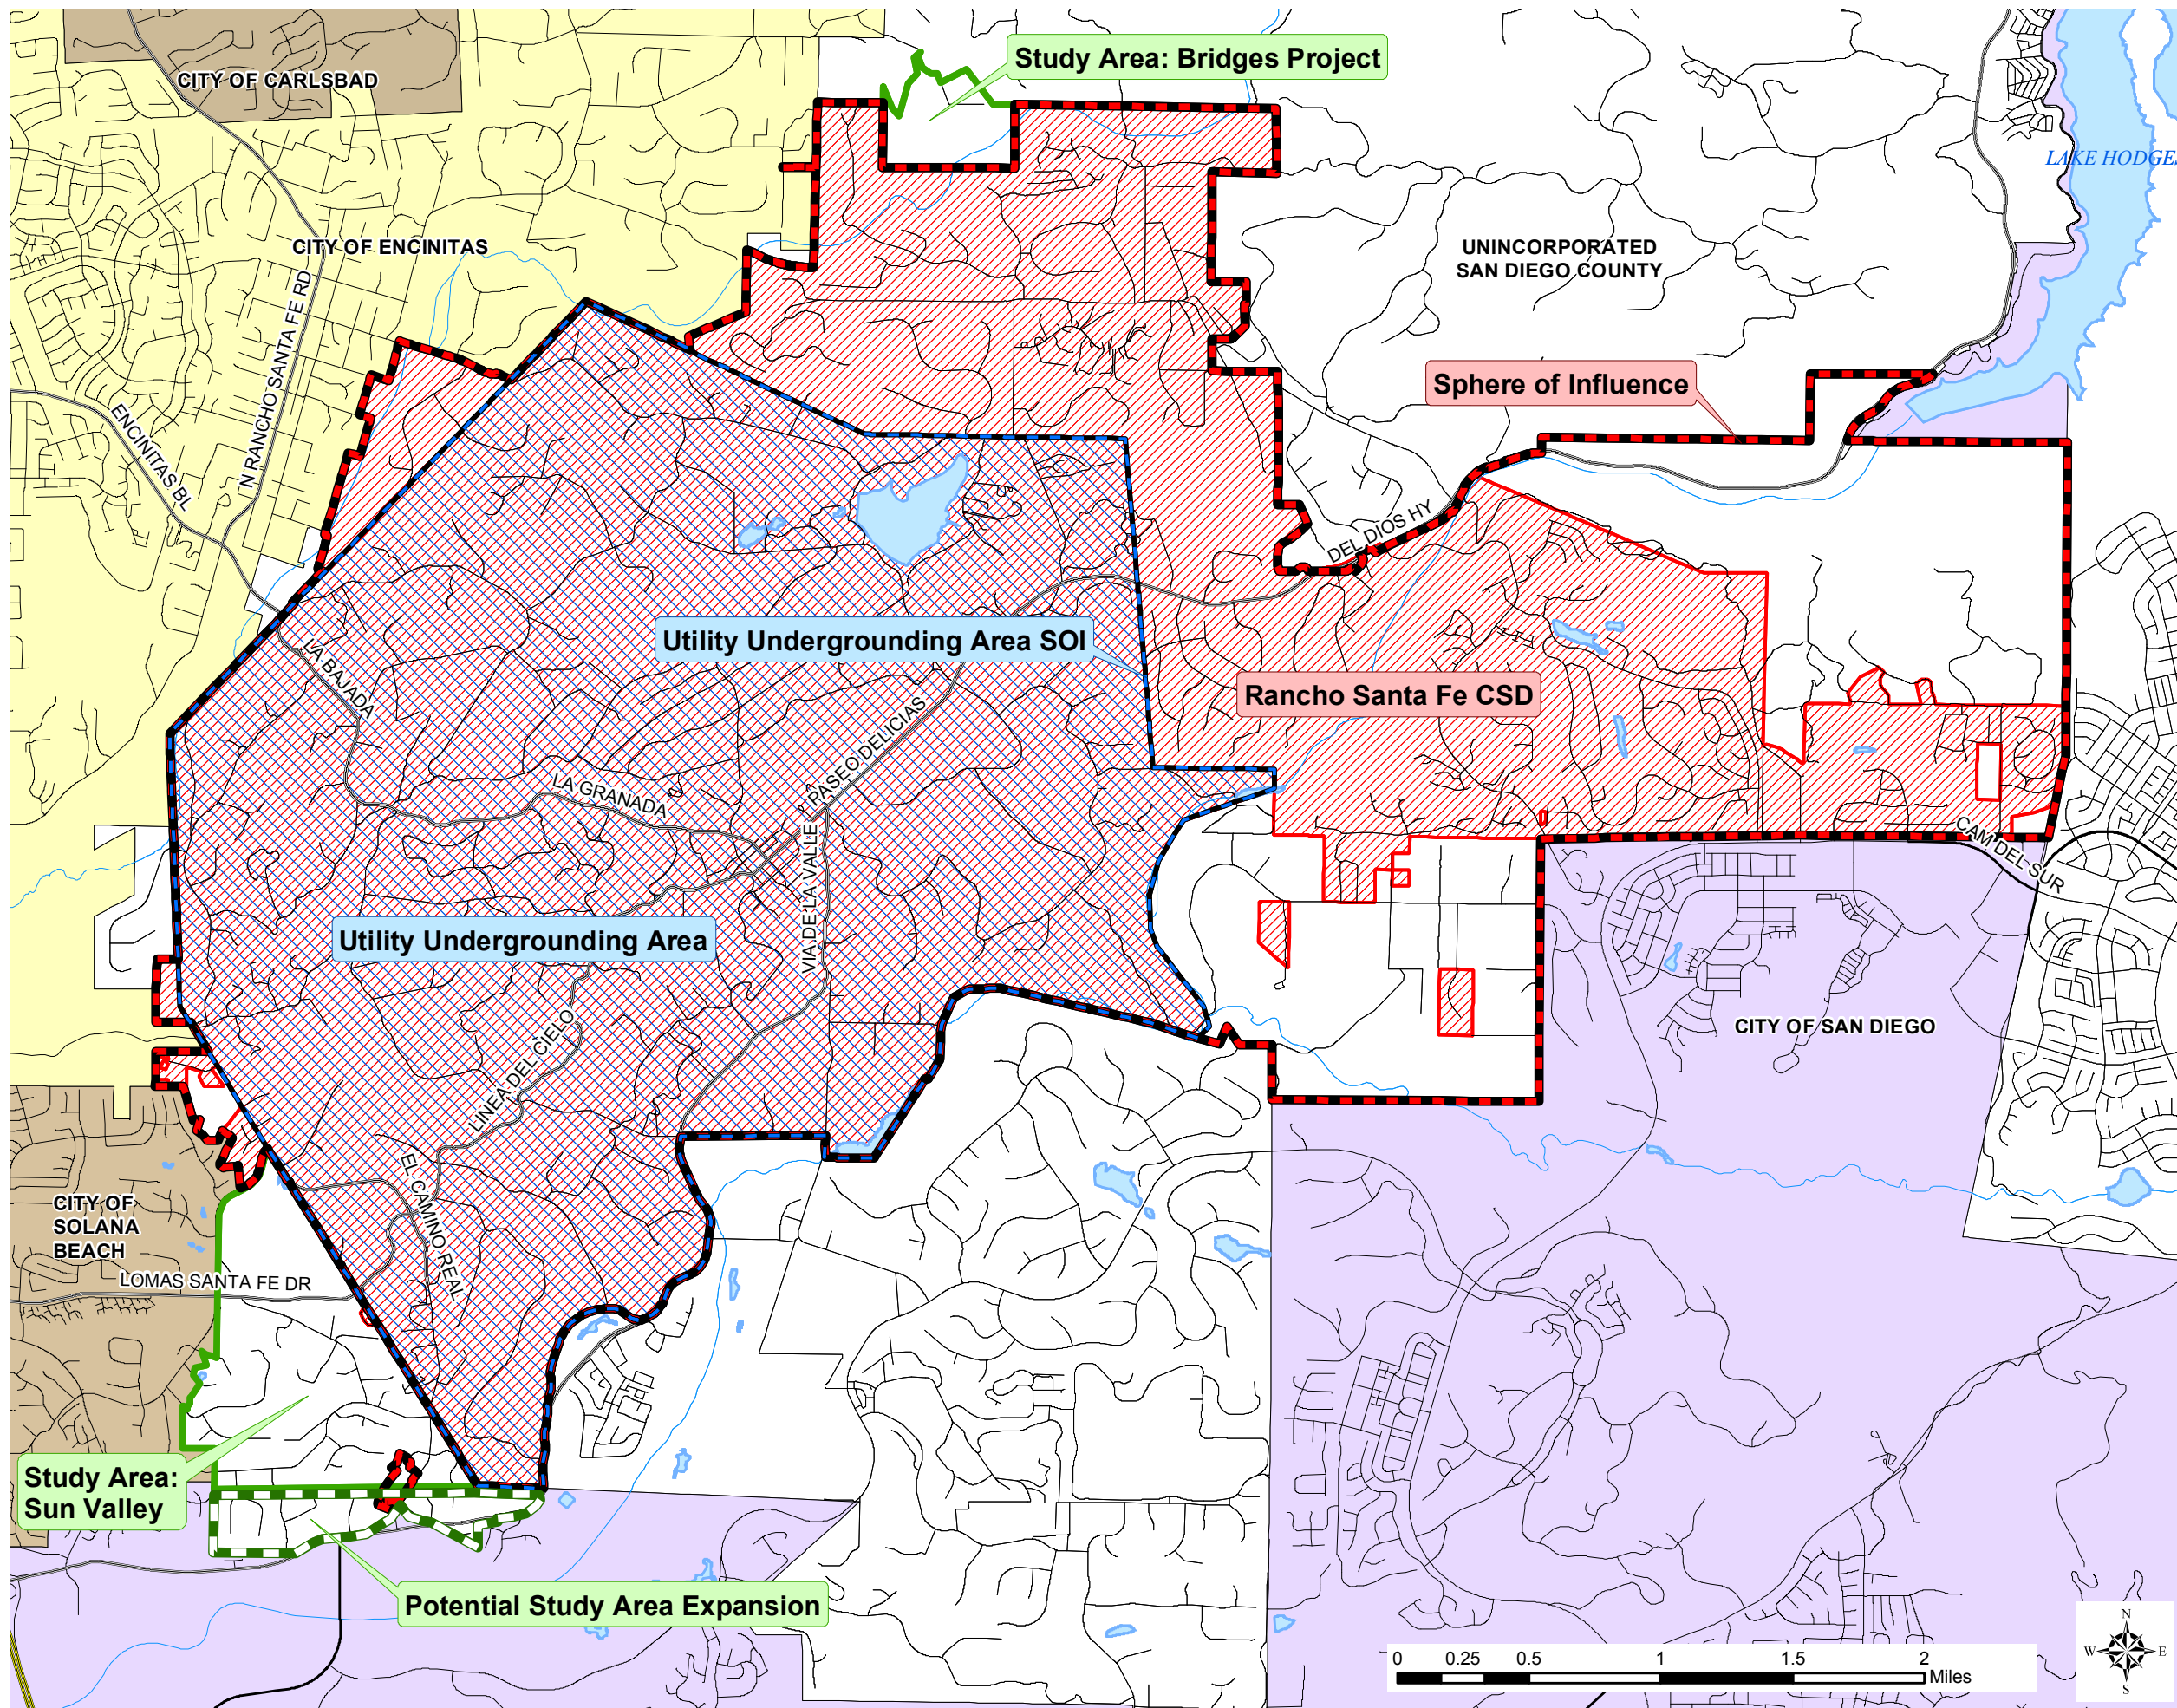 Study Area: Bridges Project
CITY OF CARLSBAD
LAKE HODGES
CITY OF ENCINITAS
UNINCORPORATED
SAN DIEGO COUNTY
N RANCHO SANTA FE RD
Sphere of Influence
ENCINITAS BL
DEL DIOS HY
Utility Undergrounding Area SOI
LA BAJADA
Rancho Santa Fe CSD
PASEO DELICIAS
LA GRANADA
CAM DEL SUR
VIA DE LA VALLE
Utility Undergrounding Area
CITY OF SAN DIEGO
LINEA DEL CIELO
EL CAMINO REAL
CITY OF
SOLANA
BEACH
LOMAS SANTA FE DR
Study Area:
Sun Valley
Potential Study Area Expansion
0 0.25 0.5 1 1.5 2
Miles
N
W E
S